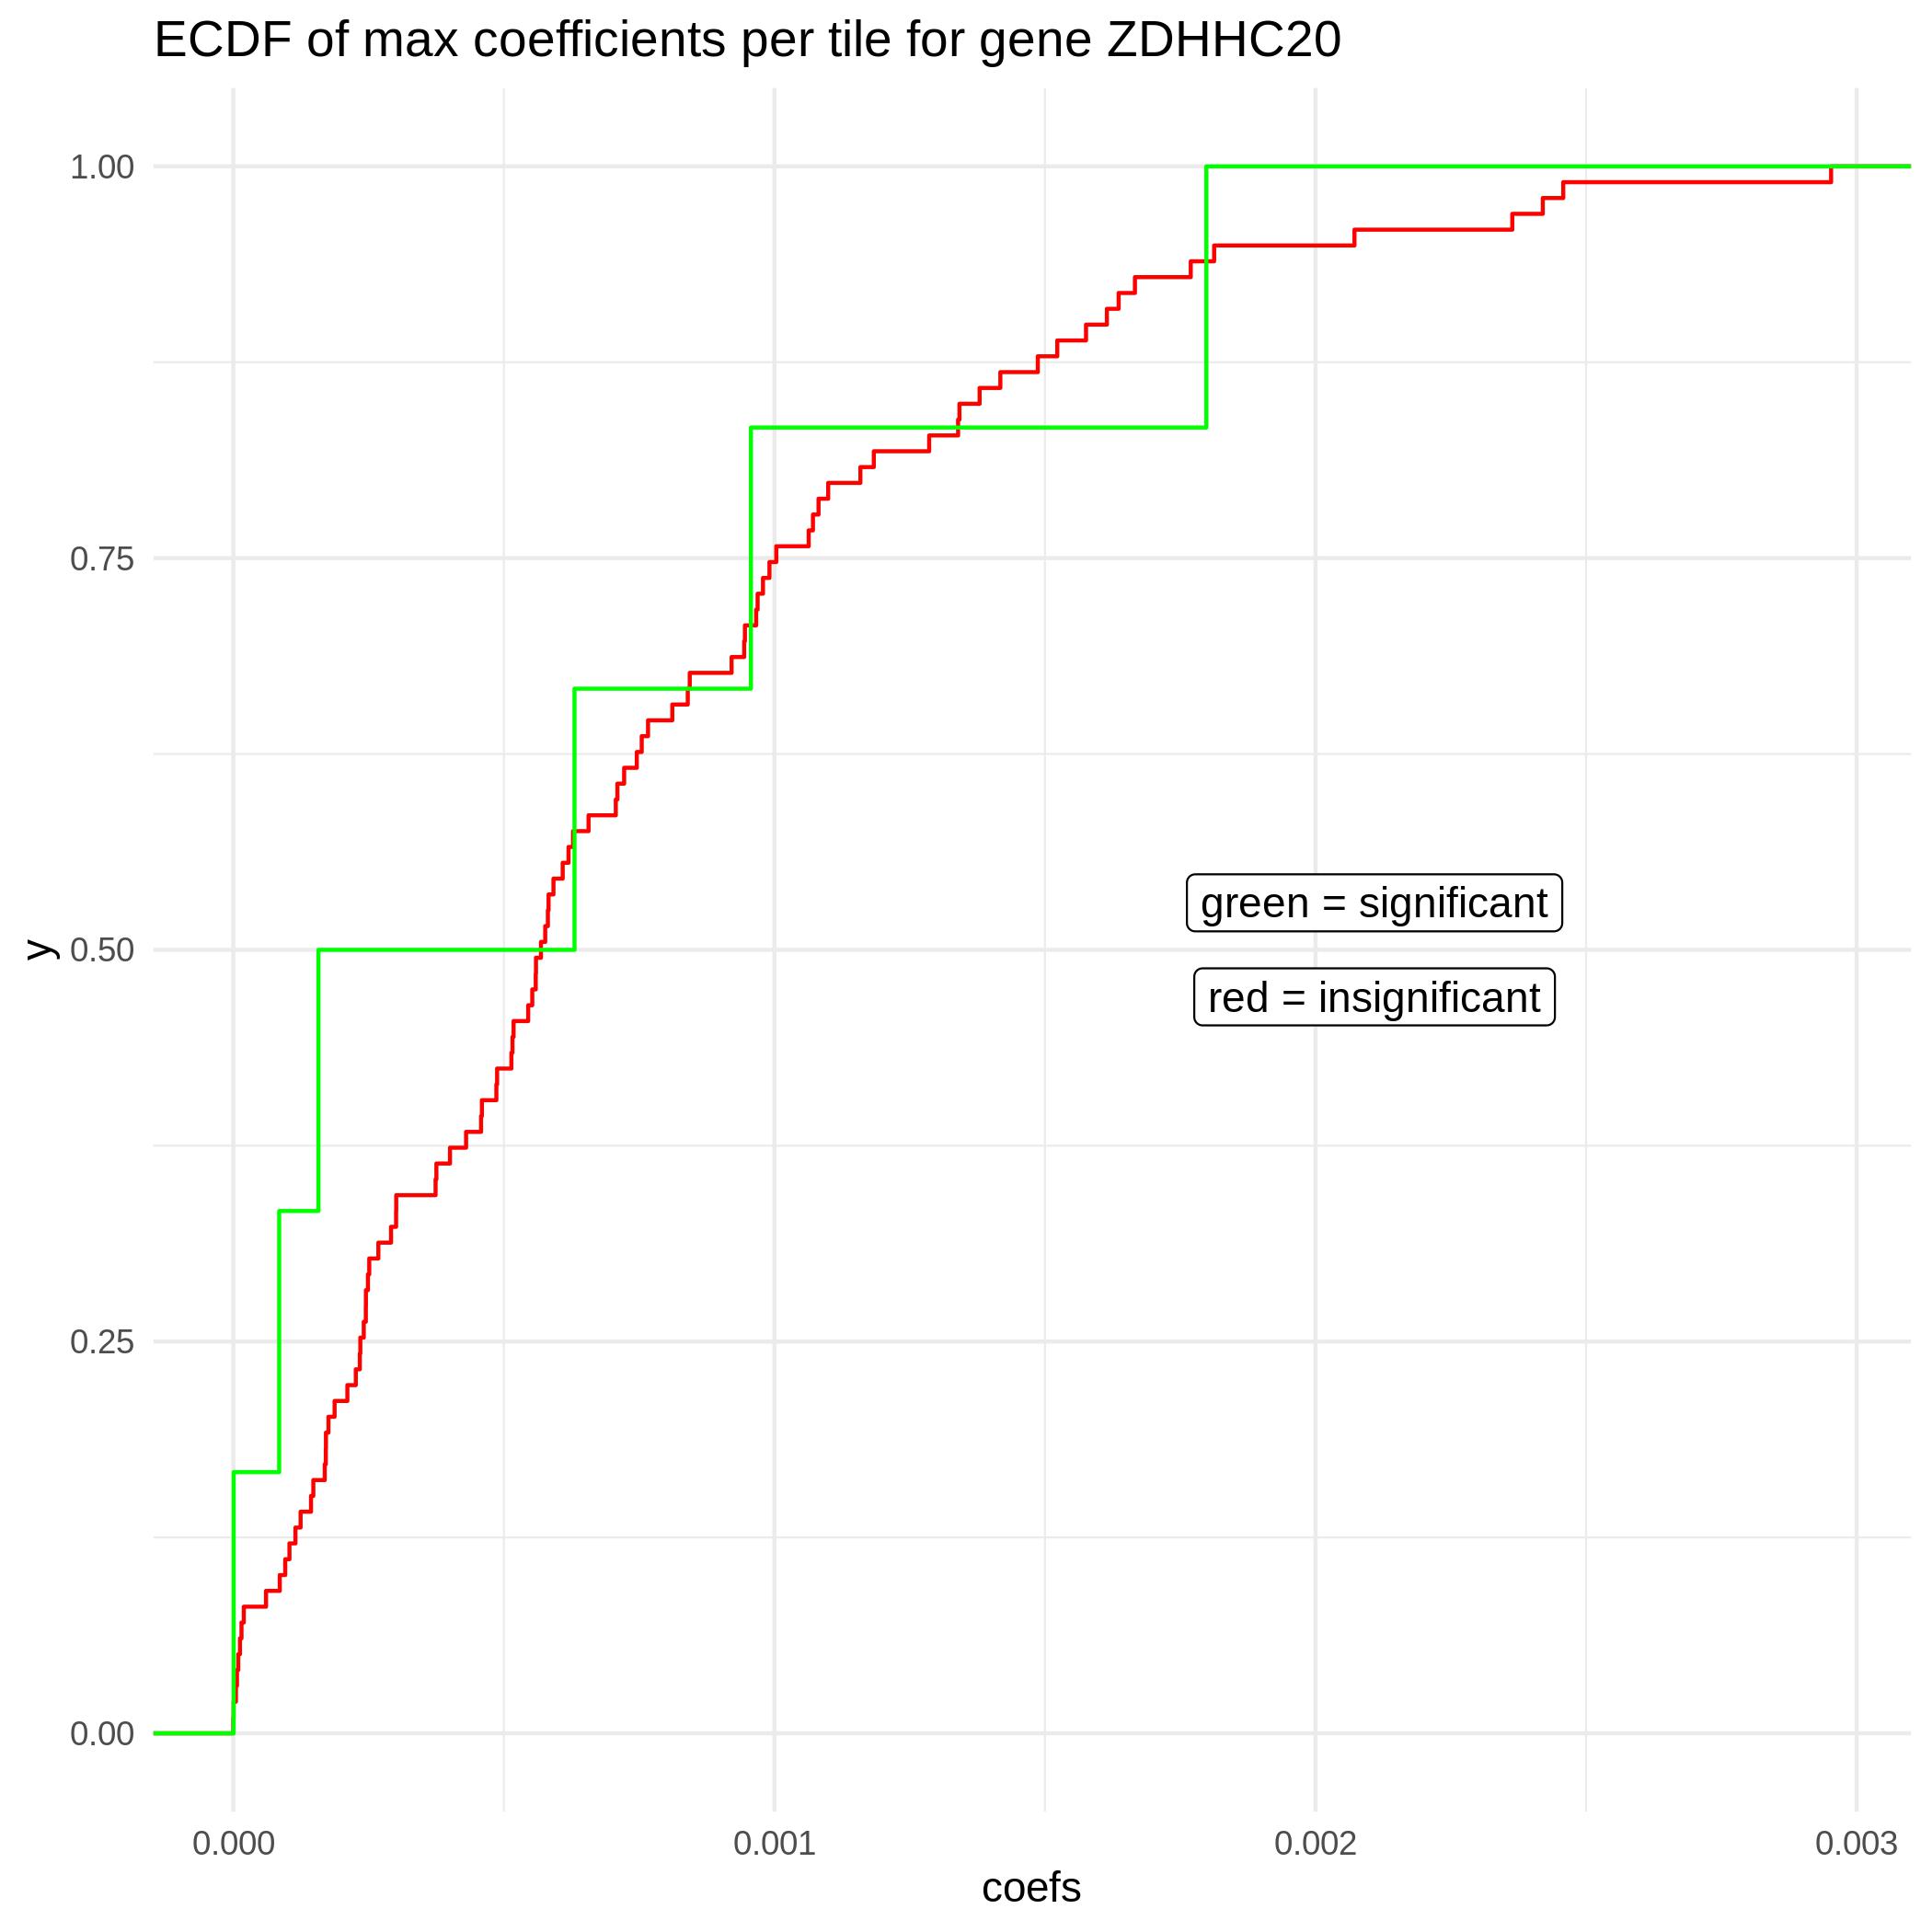 ECDF of max coefficients per tile for gene ZDHHC20
1.00
0.75
0.50
0.25
0.00
y
green = significant
red = insignificant
0.000
0.001
0.002
0.003
coefs